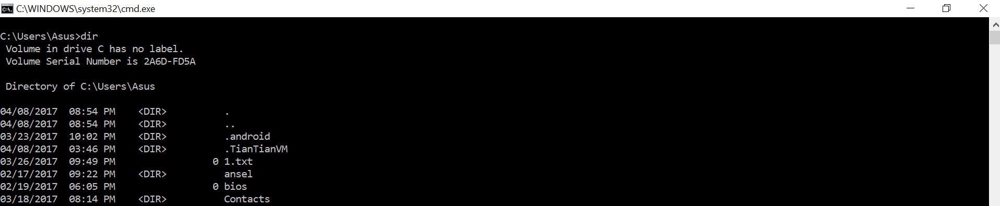 C:\WINDOWS\system32\cmd.exe
C:\Users\Asus>dir
 Volume in drive C has no label.
 Volume Serial Number is 2A6D-FD5A
 Directory of C:\Users\Asus
04/08/2017  08:54 PM    <DIR>          .
04/08/2017  08:54 PM    <DIR>          ..
03/23/2017  10:02 PM    <DIR>          .android
04/08/2017  03:46 PM    <DIR>          .TianTianVM
03/26/2017  09:49 PM                 0 1.txt
02/17/2017  09:22 PM    <DIR>          ansel
02/19/2017  06:05 PM                 0 bios
03/18/2017  08:14 PM    <DIR>          Contacts